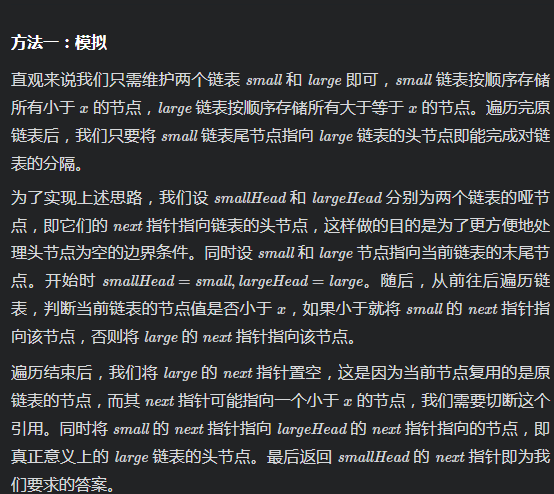 方法一：模拟
直观来说我们只需维护两个链表 small 和 large 即可，small 链表按顺序存储
所有小于 x 的节点，large 链表按顺序存储所有大于等于 x 的节点。遍历完原
链表后，我们只要将 small 链表尾节点指向 large 链表的头节点即能完成对链
表的分隔。
为了实现上述思路，我们设 smallHead 和 largeHead 分别为两个链表的哑节
点，即它们的 next 指针指向链表的头节点，这样做的目的是为了更方便地处
理头节点为空的边界条件。同时设 small 和 large 节点指向当前链表的末尾节
点。开始时 smallHead = small, largeHead = large。随后，从前往后遍历链
表，判断当前链表的节点值是否小于 x，如果小于就将 small 的 next 指针指
向该节点，否则将 large 的 next 指针指向该节点。
遍历结束后，我们将 large 的 next 指针置空，这是因为当前节点复用的是原
链表的节点，而其 next 指针可能指向一个小于 x 的节点，我们需要切断这个
引用。同时将 small 的 next 指针指向 largeHead 的 next 指针指向的节点，即
真正意义上的 large 链表的头节点。最后返回 smallHead 的 next 指针即为我
们要求的答案。